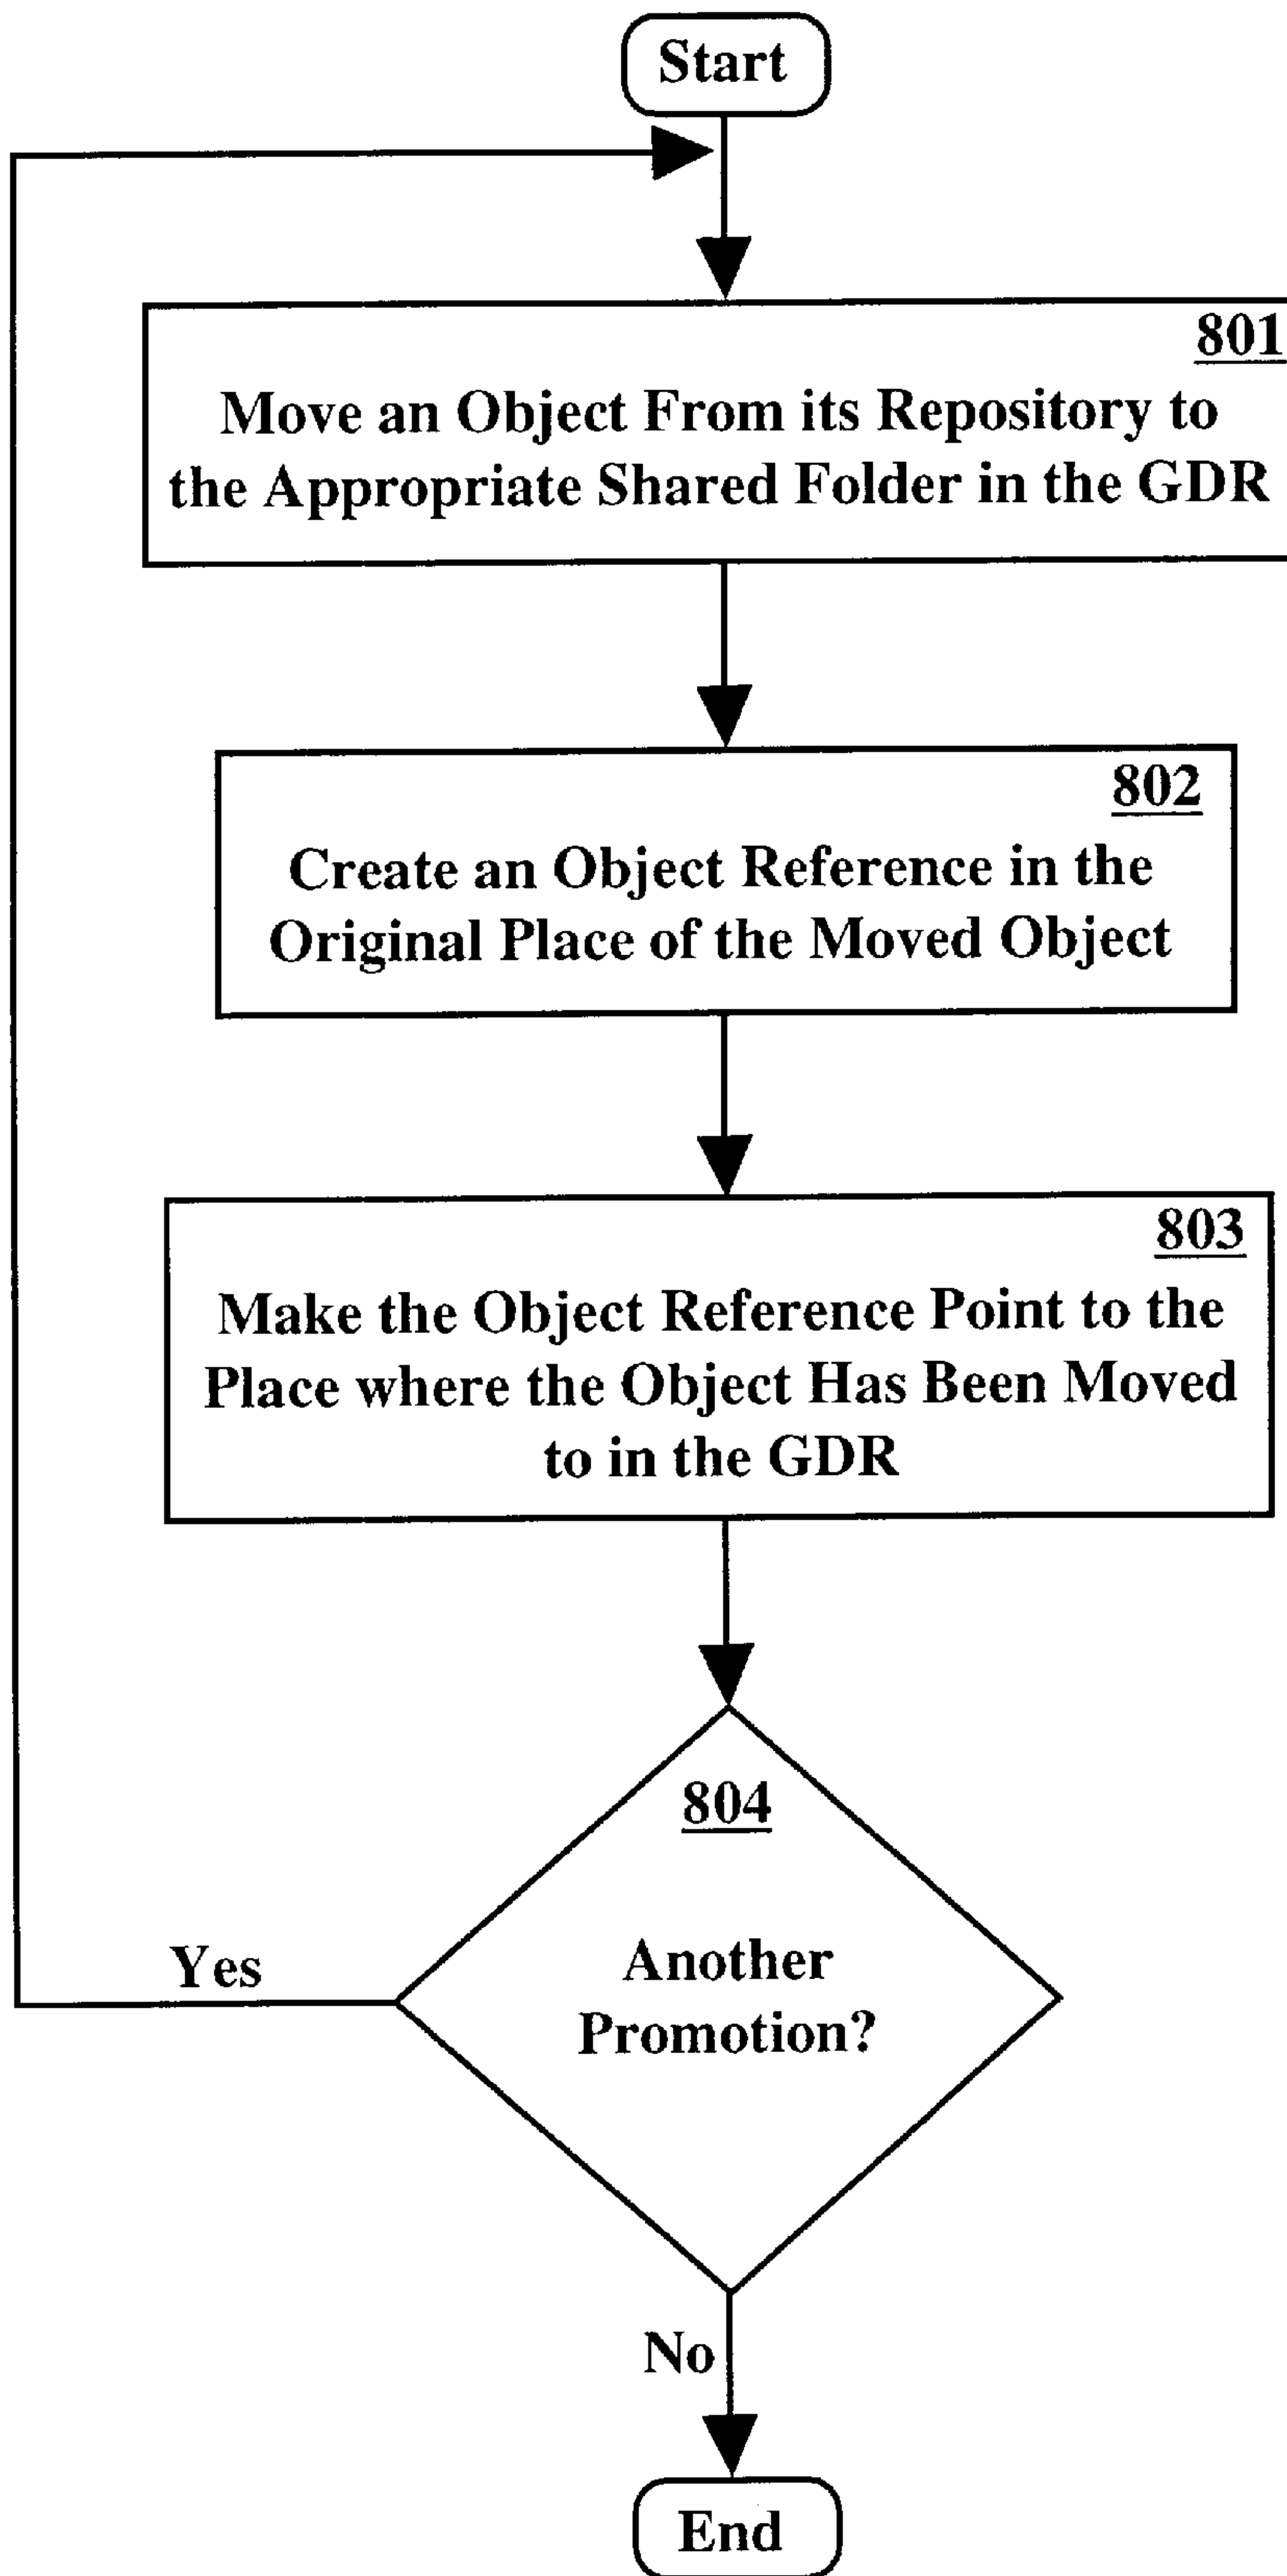 Start
801
Move an Object From its Repository to
the Appropriate Shared Folder in the GDR
802
Create an Object Reference in the
Original Place of the Moved Object
803
Make the Object Reference Point to the
Place where the Object Has Been Moved
to in the GDR
804
Another
Promotion?
Yes
No
End